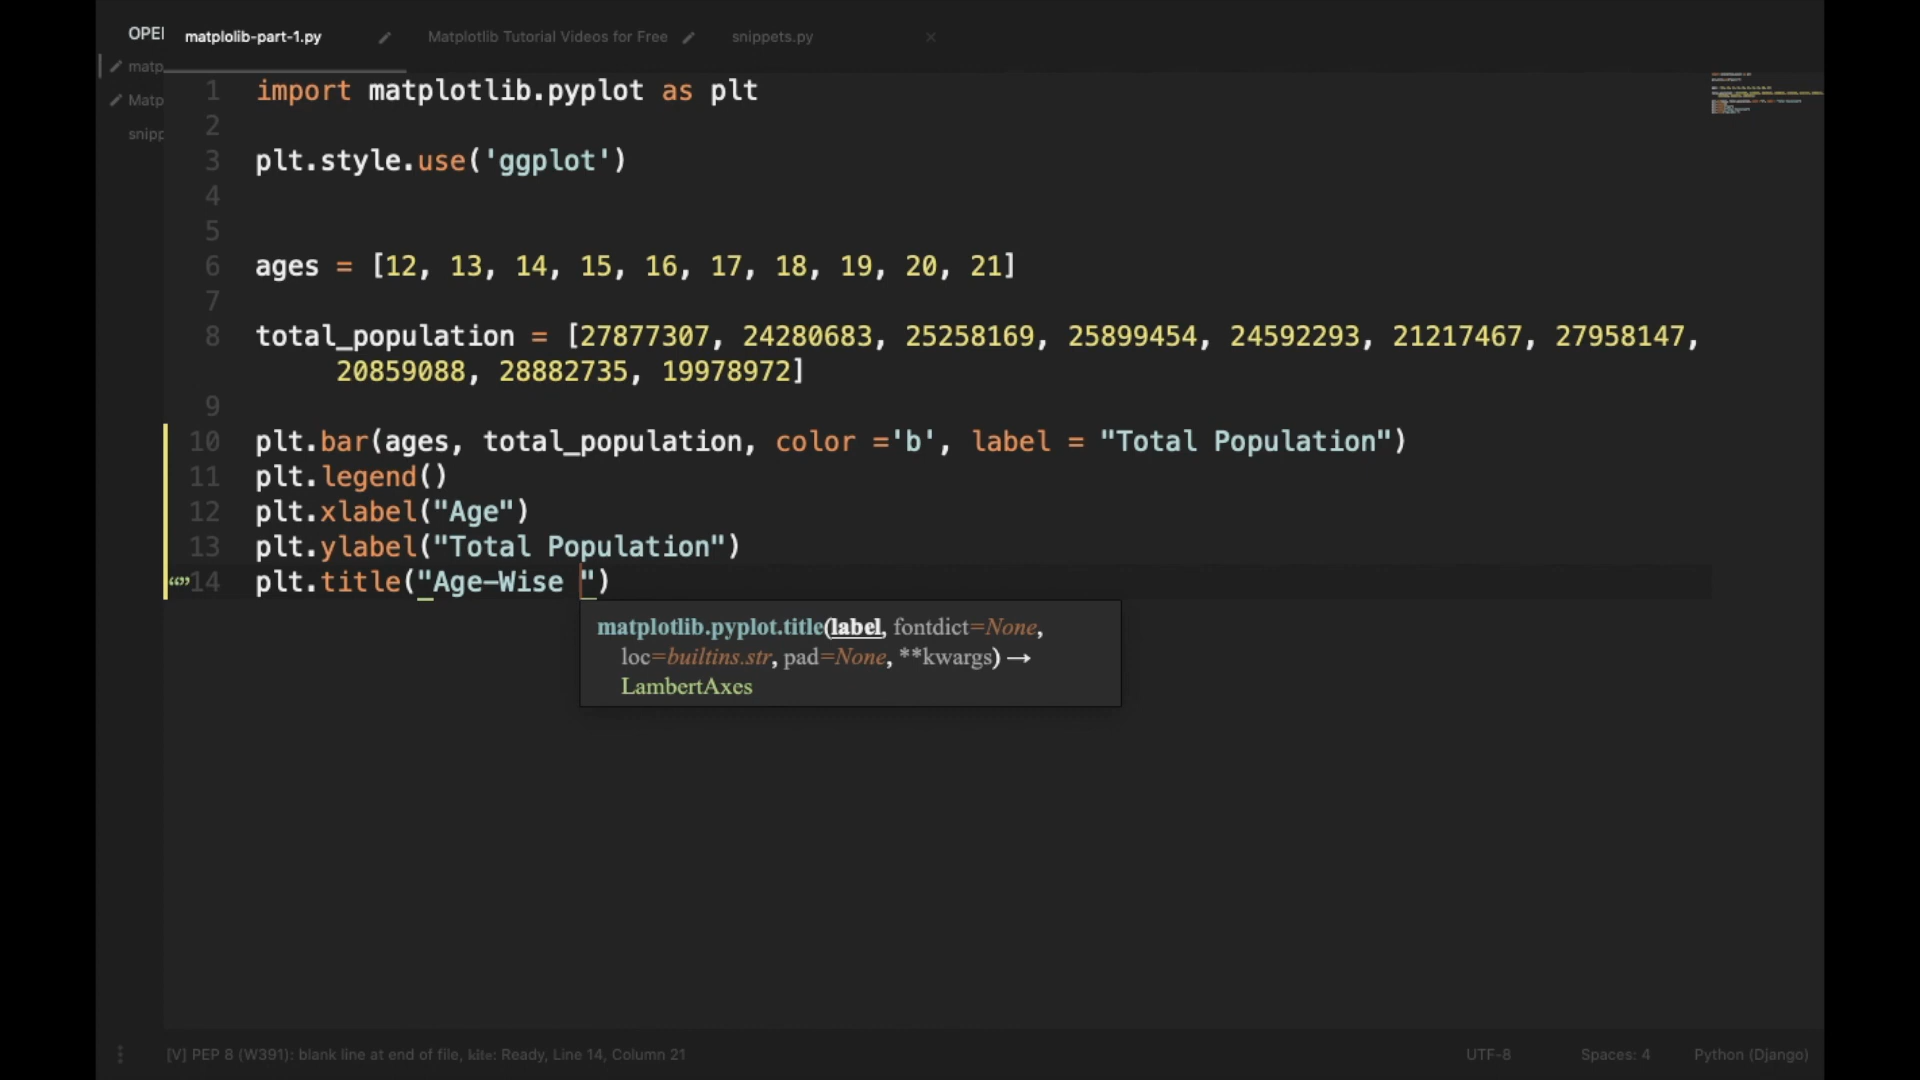 OPEI matplolib-part-1.py Matplotlib Tutorial Videos for Free snippets.py
matp
Matp
snipp
1 import matplotlib.pyplot as plt
2
3 plt.style.use('ggplot')
4
5
6 ages = [12, 13, 14, 15, 16, 17, 18, 19, 20, 21]
7
8 total_population = [27877307, 24280683, 25258169, 25899454, 24592293, 21217467, 27958147,
20859088, 28882735, 19978972]
9
10 plt.bar(ages, total_population, color ='b', label = "Total Population")
11 plt.legend()
12 plt.xlabel("Age")
13 plt.ylabel("Total Population")
14 plt.title("Age-Wise ")
matplotlib.pyplot.title(label, fontdict=None,
loc=builtins.str, pad=None, **kwargs) →
LambertAxes
[V] PEP 8 (W391): blank line at end of file, kite: Ready, Line 14, Column 21 UTF-8 Spaces: 4 Python (Django)